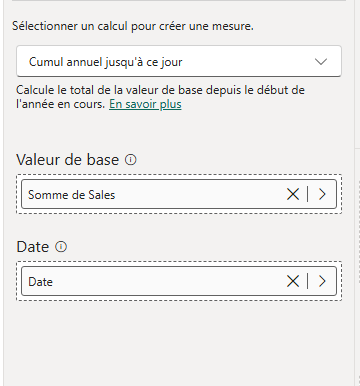 Sélectionner un calcul pour créer une mesure.
Cumul annuel jusqu'à ce jour
Calcule le total de la valeur de base depuis le début de
l'année en cours. En savoir plus
Valeur de base
Somme de Sales
Date
Date